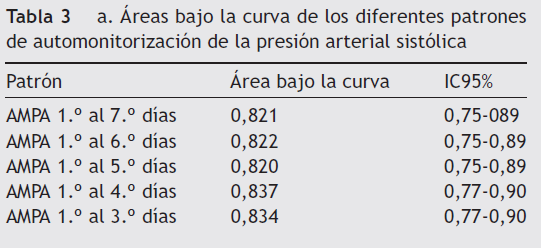 Tabla 3 a. Áreas bajo la curva de los diferentes patrones
de automonitorización de la presión arterial sistólica
Patrón Área bajo la curva IC95%
AMPA 1.º al 7.º días 0,821 0,75-089
AMPA 1.º al 6.º días 0,822 0,75-0,89
AMPA 1.º al 5.º días 0,820 0,75-0,89
AMPA 1.º al 4.º días 0,837 0,77-0,90
AMPA 1.º al 3.º días 0,834 0,77-0,90